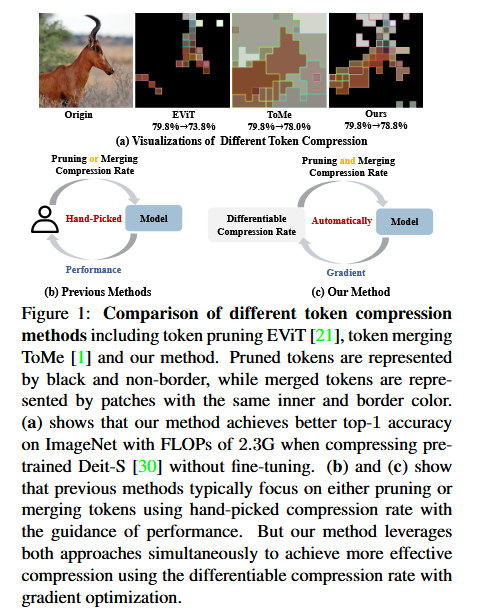 Origin
EViT
79.8%→73.8%
ToMe
79.8%→78.0%
Ours
79.8%→78.8%
(a) Visualizations of Different Token Compression
Pruning or Merging
Compression Rate
Hand-Picked
Model
Performance
(b) Previous Methods
Pruning and Merging
Compression Rate
Differentiable
Compression Rate
Automatically
Model
Gradient
(c) Our Method
Figure 1: Comparison of different token compression
methods including token pruning EViT [21], token merging
ToMe [1] and our method. Pruned tokens are represented
by black and non-border, while merged tokens are repre-
sented by patches with the same inner and border color.
(a) shows that our method achieves better top-1 accuracy
on ImageNet with FLOPs of 2.3G when compressing pre-
trained Deit-S [30] without fine-tuning. (b) and (c) show
that previous methods typically focus on either pruning or
merging tokens using hand-picked compression rate with
the guidance of performance. But our method leverages
both approaches simultaneously to achieve more effective
compression using the differentiable compression rate with
gradient optimization.